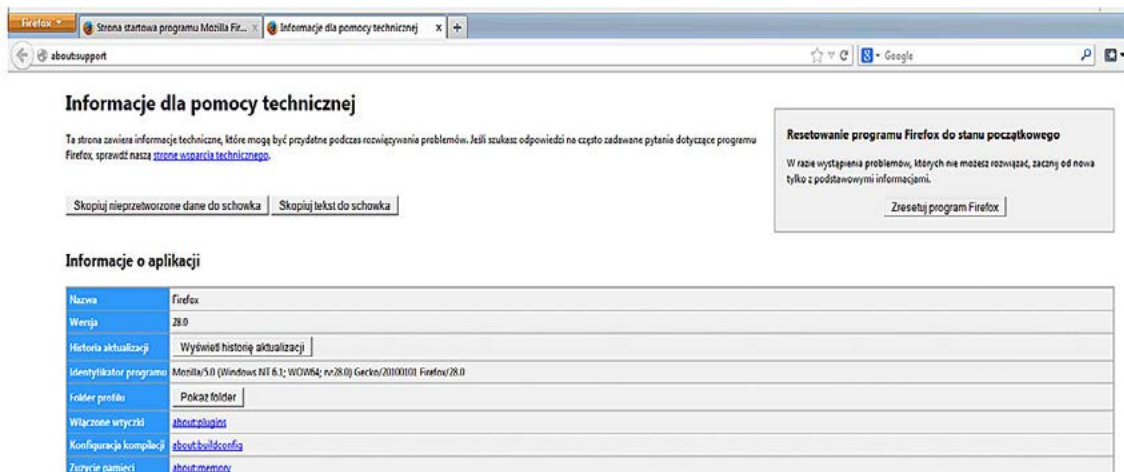 Firefox
Strona startowa programu Mozilla Fir... x
Informacje dla pomocy technicznej x +
about:support
Google
Informacje dla pomocy technicznej
Ta strona zawiera informacje techniczne, które mogą być przydatne podczas rozwiązywania problemów. Jeśli szukasz odpowiedzi na często zadawane pytania dotyczące programu
Firefox, sprawdź naszą stronę wsparcia technicznego.
Skopiuj nieprzetworzone dane do schowka Skopiuj tekst do schowka
Resetowanie programu Firefox do stanu początkowego
W razie wystąpienia problemów, których nie możesz rozwiązać, zacznij od nowa
tylko z podstawowymi informacjami.
Zresetuj program Firefox
Informacje o aplikacji
Nazwa Firefox
Wersja 28.0
Historia aktualizacji Wyświetl historię aktualizacji
Identyfikator programu Mozilla/5.0 (Windows NT 6.1; WOW64; rv:28.0) Gecko/20100101 Firefox/28.0
Folder profilu Pokaż folder
Włączone wtyczki about:plugins
Konfiguracja kompilacji about:buildconfig
Zużycie pamięci about:memory